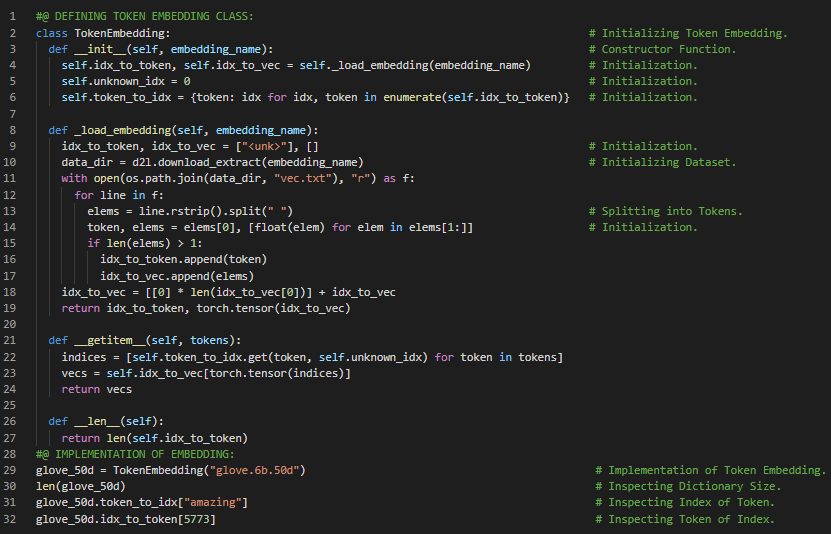 1 #@ DEFINING TOKEN EMBEDDING CLASS:
2 class TokenEmbedding: # Initializing Token Embedding.
3   def __init__(self, embedding_name): # Constructor Function.
4     self.idx_to_token, self.idx_to_vec = self._load_embedding(embedding_name) # Initialization.
5     self.unknown_idx = 0 # Initialization.
6     self.token_to_idx = {token: idx for idx, token in enumerate(self.idx_to_token)} # Initialization.
7
8   def _load_embedding(self, embedding_name):
9     idx_to_token, idx_to_vec = ["<unk>"], [] # Initialization.
10     data_dir = d2l.download_extract(embedding_name) # Initializing Dataset.
11     with open(os.path.join(data_dir, "vec.txt"), "r") as f:
12       for line in f:
13         elems = line.rstrip().split(" ") # Splitting into Tokens.
14         token, elems = elems[0], [float(elem) for elem in elems[1:]] # Initialization.
15         if len(elems) > 1:
16           idx_to_token.append(token)
17           idx_to_vec.append(elems)
18     idx_to_vec = [[0] * len(idx_to_vec[0])] + idx_to_vec
19     return idx_to_token, torch.tensor(idx_to_vec)
20
21   def __getitem__(self, tokens):
22     indices = [self.token_to_idx.get(token, self.unknown_idx) for token in tokens]
23     vecs = self.idx_to_vec[torch.tensor(indices)]
24     return vecs
25
26   def __len__(self):
27     return len(self.idx_to_token)
28 #@ IMPLEMENTATION OF EMBEDDING:
29 glove_50d = TokenEmbedding("glove.6b.50d") # Implementation of Token Embedding.
30 len(glove_50d) # Inspecting Dictionary Size.
31 glove_50d.token_to_idx["amazing"] # Inspecting Index of Token.
32 glove_50d.idx_to_token[5773] # Inspecting Token of Index.